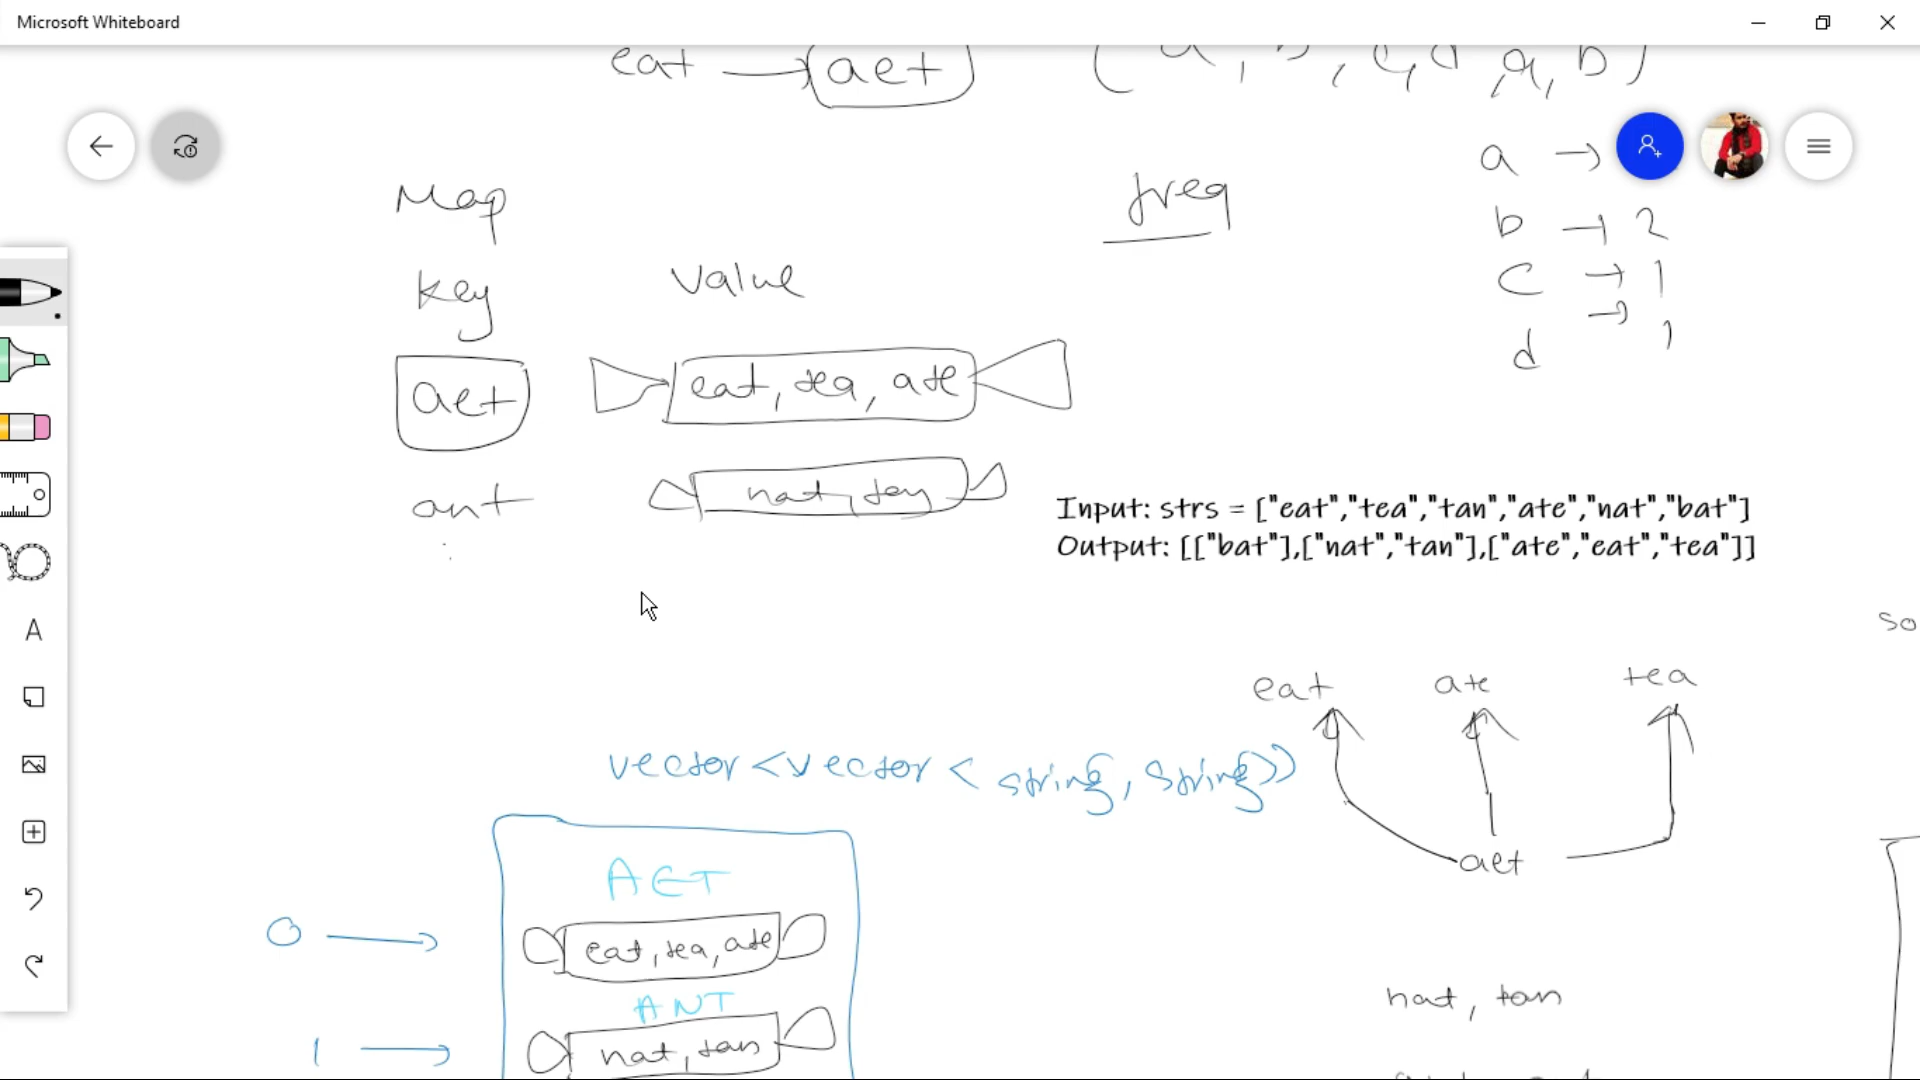 Microsoft Whiteboard
eat → aet
Map
freq
a →
b → 2
c → 1
d → 1
key value
aet eat, tea, ate
ant nat,
Input: strs = ["eat","tea","tan","ate","nat","bat"]
Output: [["bat"],["nat","tan"],["ate","eat","tea"]]
so
eat ate tea
vector <vector < string, string>>
aet
AET
0 → eat, tea, ate
nat, tan
ANT
1 → nat, tan
A